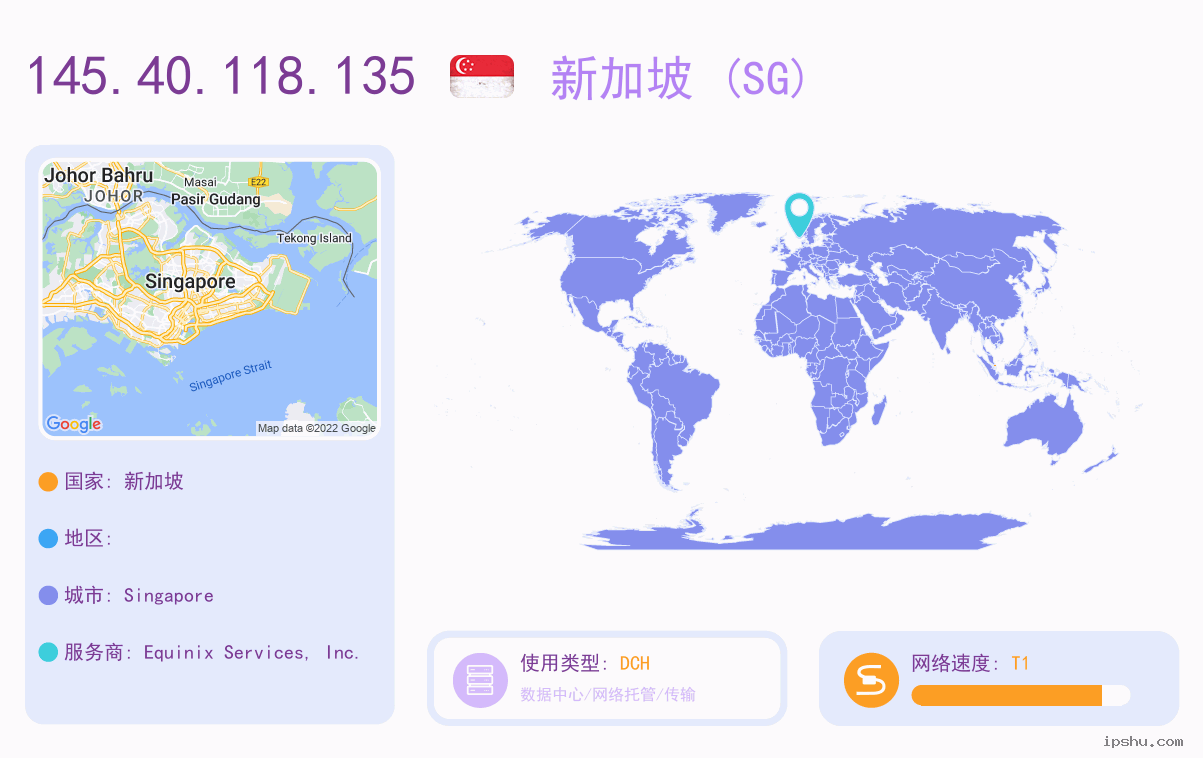 145.40.118.135 新加坡 (SG)
Johor Bahru
JOHOR
Masai
E22
Pasir Gudang
Tekong Island
Singapore
Singapore Strait
Google
Map data ©2022 Google
国家: 新加坡
地区:
城市: Singapore
服务商: Equinix Services, Inc.
使用类型: DCH
数据中心/网络托管/传输
网络速度: T1
ipshu.com